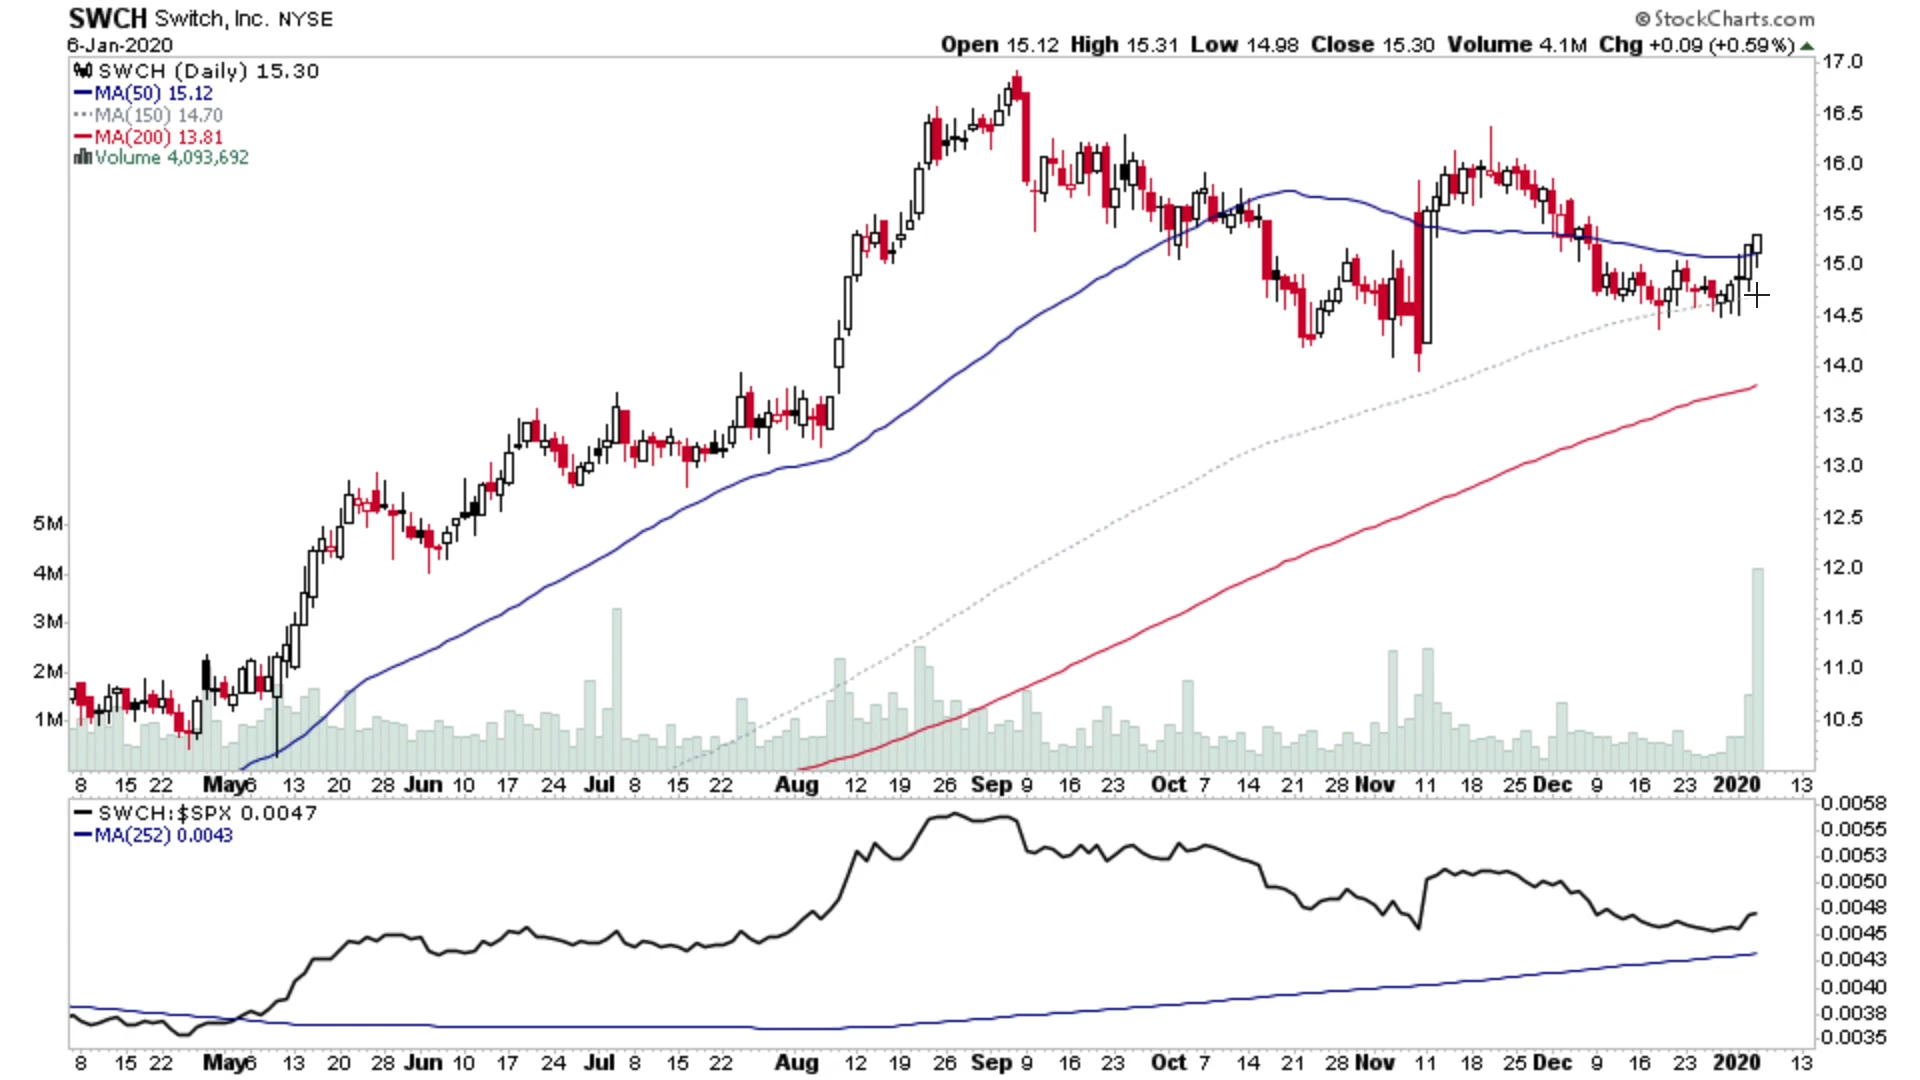 SWCH Switch, Inc. NYSE
© StockCharts.com
6-Jan-2020
Open 15.12 High 15.31 Low 14.98 Close 15.30 Volume 4.1M Chg +0.09 (+0.59%)
SWCH (Daily) 15.30
MA(50) 15.12
MA(150) 14.70
MA(200) 13.81
Volume 4,093,692
17.0
16.5
16.0
15.5
15.0
14.5
14.0
13.5
13.0
12.5
12.0
11.5
11.0
10.5
5M
4M
3M
2M
1M
8 15 22 May 6 13 20 28 Jun 10 17 24 Jul 8 15 22 Aug 12 19 26 Sep 9 16 23 Oct 7 14 21 28 Nov 11 18 25 Dec 9 16 23 2020 13
SWCH:$SPX 0.0047
MA(252) 0.0043
0.0058
0.0055
0.0053
0.0050
0.0048
0.0045
0.0043
0.0040
0.0038
0.0035
8 15 22 May 6 13 20 28 Jun 10 17 24 Jul 8 15 22 Aug 12 19 26 Sep 9 16 23 Oct 7 14 21 28 Nov 11 18 25 Dec 9 16 23 2020 13